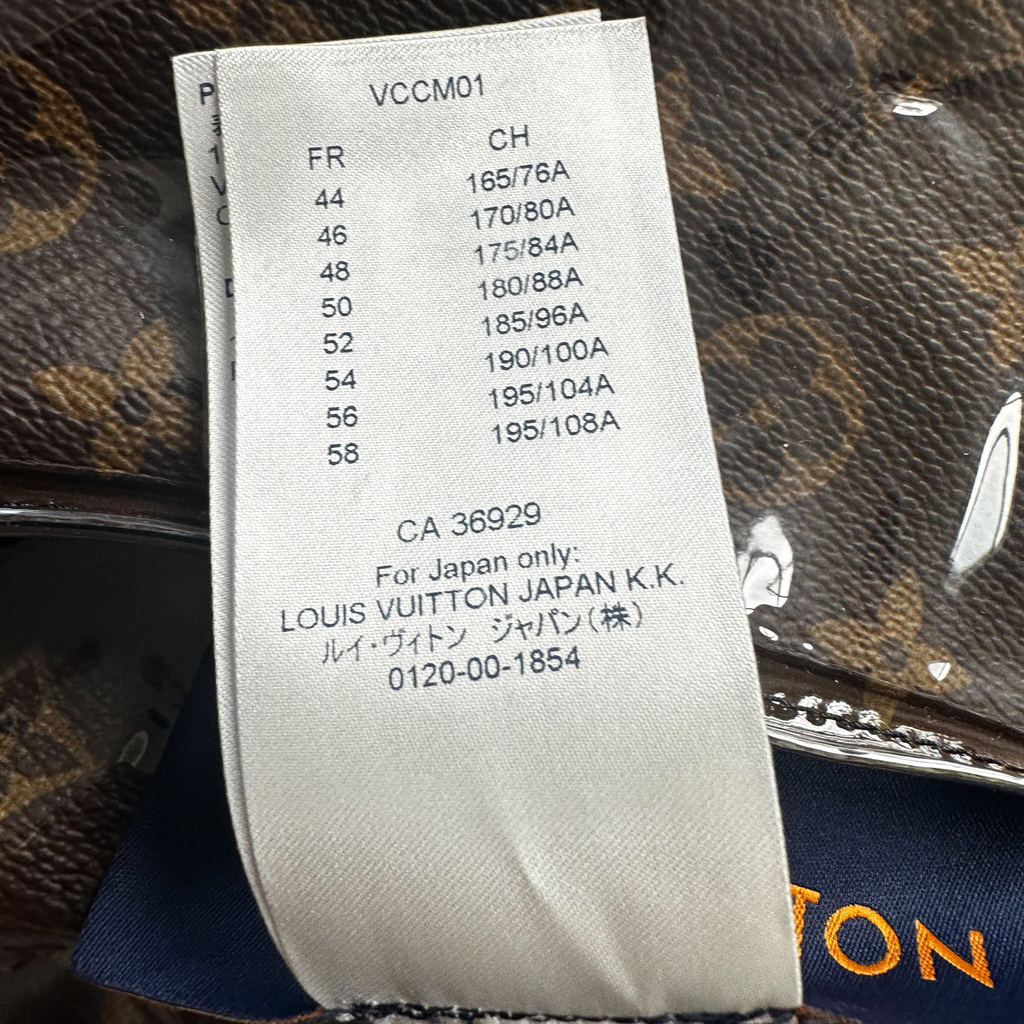 VCCM01
FR CH
44 165/76A
46 170/80A
48 175/84A
50 180/88A
52 185/96A
54 190/100A
56 195/104A
58 195/108A
CA 36929
For Japan only:
LOUIS VUITTON JAPAN K.K.
ルイ・ヴィトン ジャパン(株)
0120-00-1854
TON